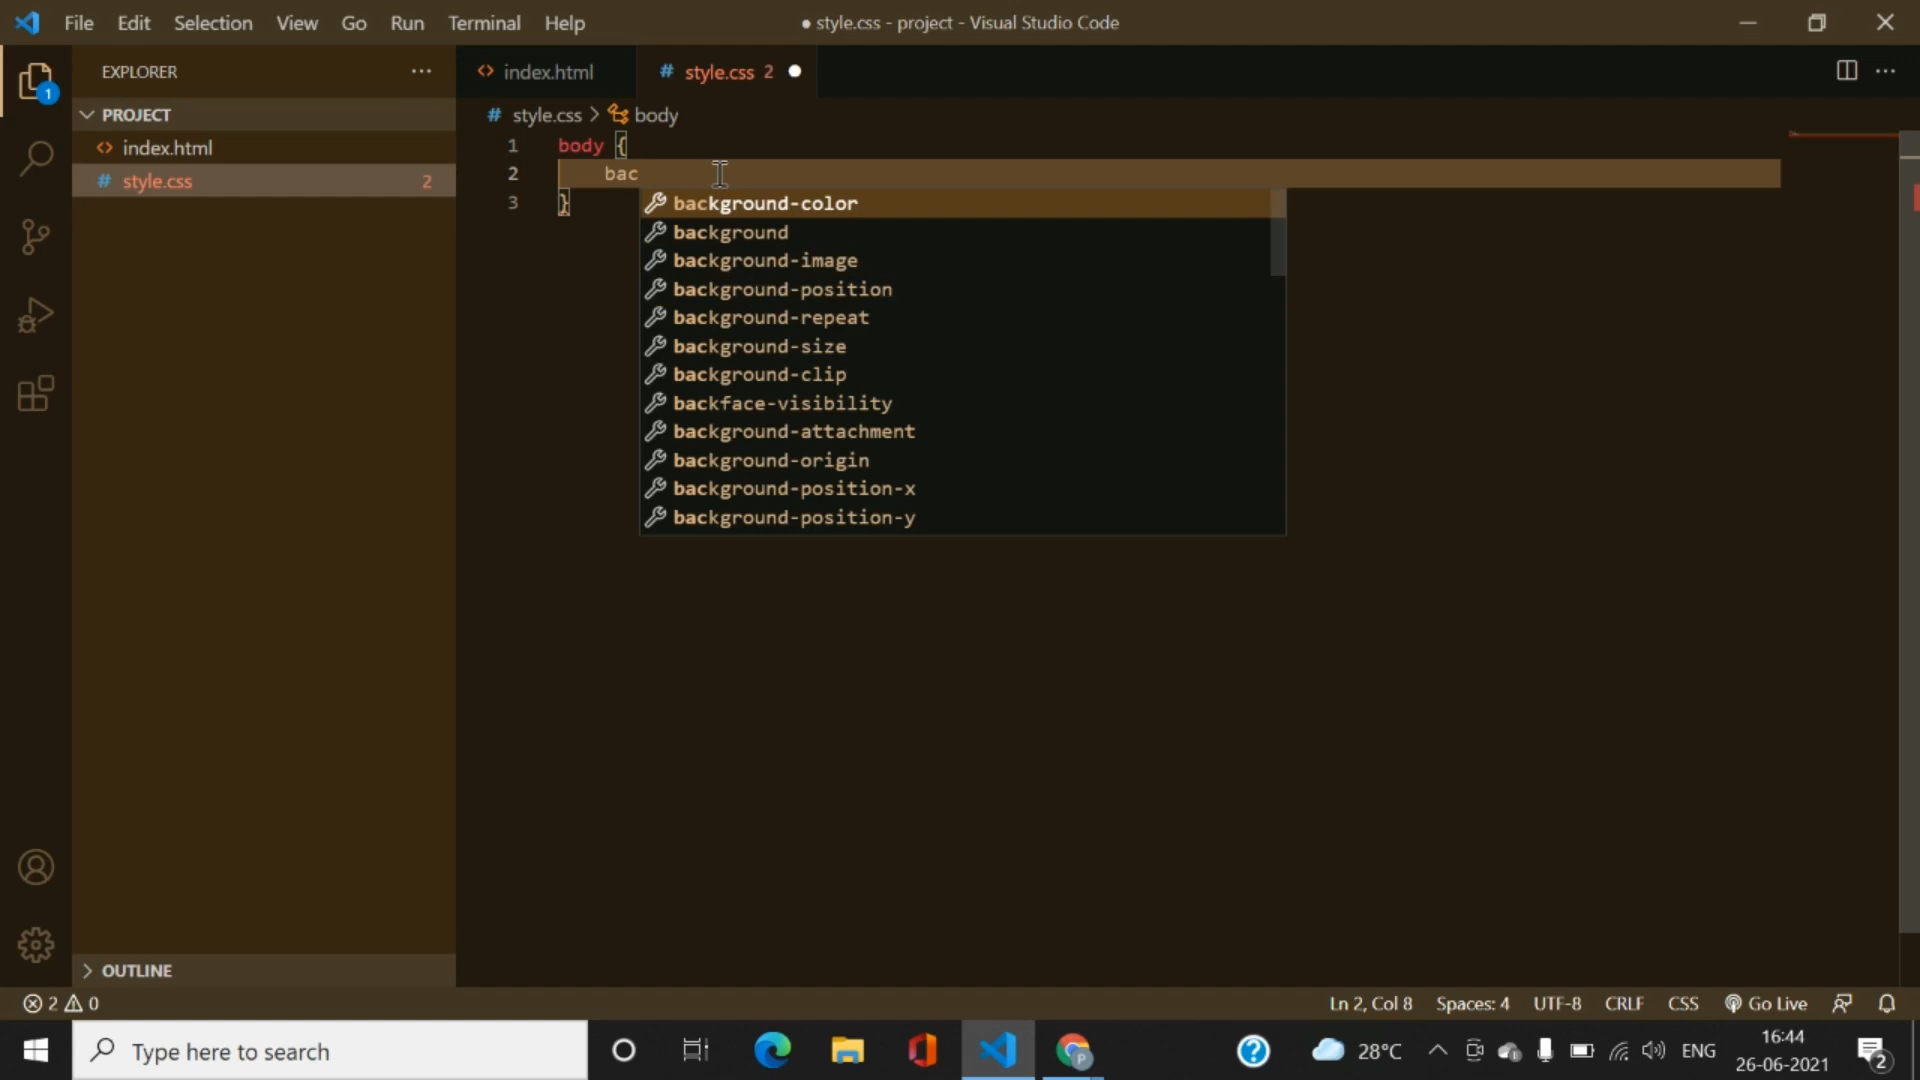 File Edit Selection View Go Run Terminal Help
● style.css - project - Visual Studio Code
EXPLORER
1
PROJECT
index.html
# style.css 2
OUTLINE
index.html
# style.css 2
# style.css > body
1 body {
2 bac
3 }
background-color
background
background-image
background-position
background-repeat
background-size
background-clip
backface-visibility
background-attachment
background-origin
background-position-x
background-position-y
2 0
Ln 2, Col 8 Spaces: 4 UTF-8 CRLF CSS Go Live
Type here to search
P
?
28°C
ENG
16:44
26-06-2021
2